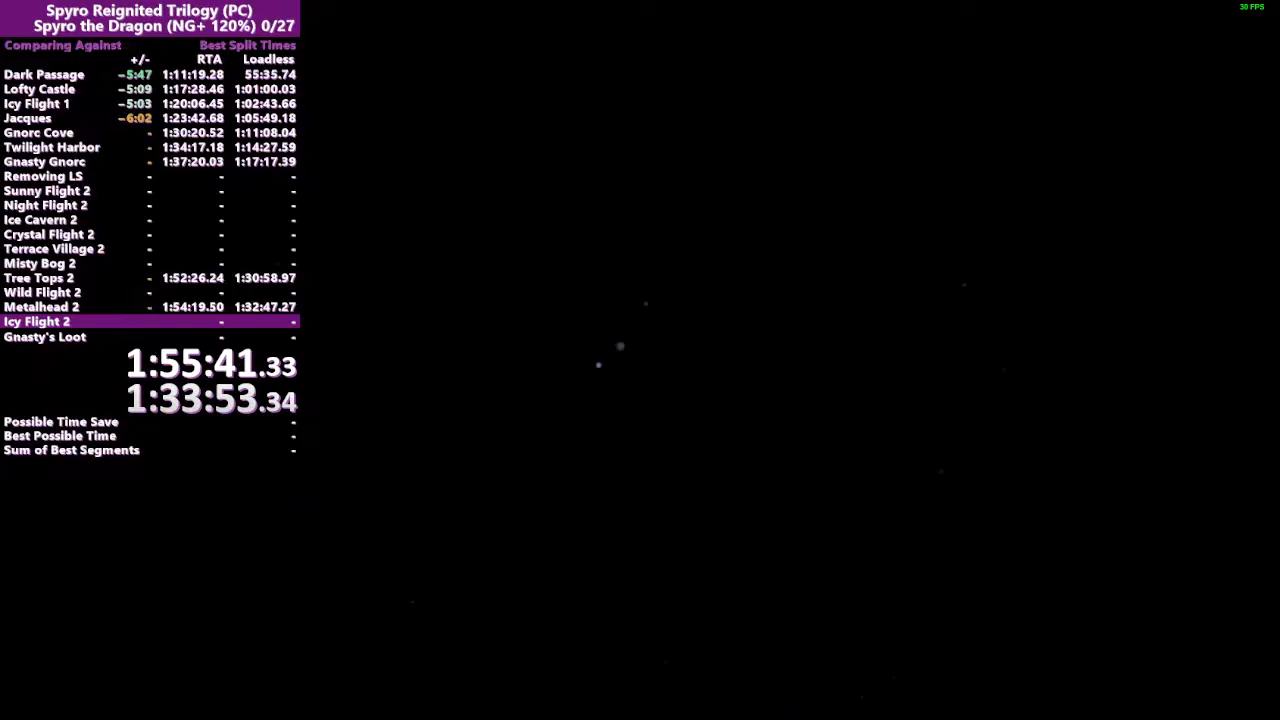 Spyro Reignited Trilogy (PC)
Spyro the Dragon (NG+ 120%) 0/27
Comparing Against Best Split Times
+/- RTA Loadless
Dark Passage −5:47 1:11:19.28 55:35.74
Lofty Castle −5:09 1:17:28.46 1:01:00.03
Icy Flight 1 −5:03 1:20:06.45 1:02:43.66
Jacques −6:02 1:23:42.68 1:05:49.18
Gnorc Cove - 1:30:20.52 1:11:08.04
Twilight Harbor - 1:34:17.18 1:14:27.59
Gnasty Gnorc - 1:37:20.03 1:17:17.39
Removing LS - - -
Sunny Flight 2 - - -
Night Flight 2 - - -
Ice Cavern 2 - - -
Crystal Flight 2 - - -
Terrace Village 2 - - -
Misty Bog 2 - - -
Tree Tops 2 - 1:52:26.24 1:30:58.97
Wild Flight 2 - - -
Metalhead 2 - 1:54:19.50 1:32:47.27
Icy Flight 2 - -
Gnasty's Loot - -
1:55:41.33
1:33:53.34
Possible Time Save -
Best Possible Time -
Sum of Best Segments -
30 FPS